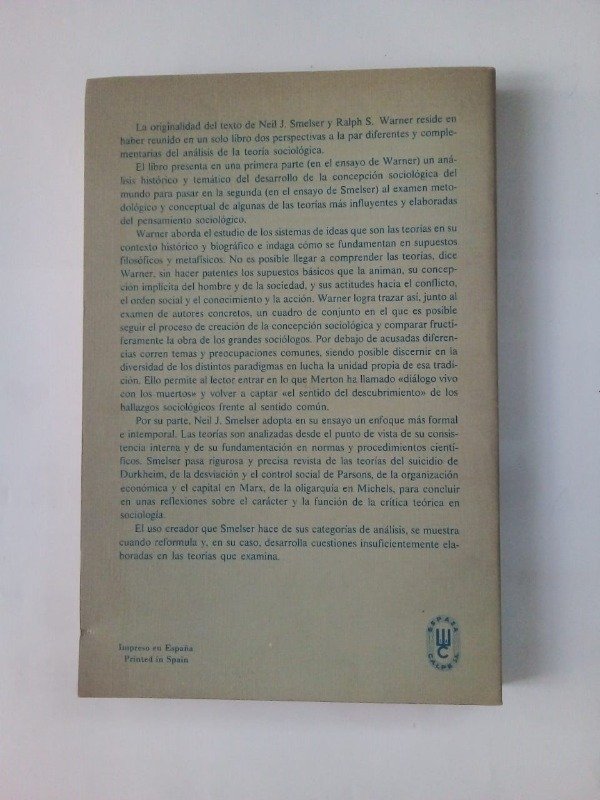 La originalidad del texto de Neil J. Smelser y Ralph S. Warner reside en
haber reunido en un solo libro dos perspectivas a la par diferentes y comple-
mentarias del análisis de la teoría sociológica.
El libro presenta en una primera parte (en el ensayo de Warner) un aná-
lisis histórico y temático del desarrollo de la concepción sociológica del
mundo para pasar en la segunda (en el ensayo de Smelser) al examen meto-
dológico y conceptual de algunas de las teorías más influyentes y elaboradas
del pensamiento sociológico.
Warner aborda el estudio de los sistemas de ideas que son las teorías en su
contexto histórico y biográfico e indaga cómo se fundamentan en supuestos
filosóficos y metafísicos. No es posible llegar a comprender las teorías, dice
Warner, sin hacer patentes los supuestos básicos que la animan, su concep-
ción implícita del hombre y de la sociedad, y sus actitudes hacia el conflicto,
el orden social y el conocimiento y la acción. Warner logra trazar así, junto al
examen de autores concretos, un cuadro de conjunto en el que es posible
seguir el proceso de creación de la concepción sociológica y comparar fructí-
feramente la obra de los grandes sociólogos. Por debajo de acusadas diferen-
cias corren temas y preocupaciones comunes, siendo posible discernir en la
diversidad de los distintos paradigmas en lucha la unidad propia de esa tradi-
ción. Ello permite al lector entrar en lo que Merton ha llamado «diálogo vivo
con los muertos» y volver a captar «el sentido del descubrimiento» de los
hallazgos sociológicos frente al sentido común.
Por su parte, Neil J. Smelser adopta en su ensayo un enfoque más formal
e intemporal. Las teorías son analizadas desde el punto de vista de su consis-
tencia interna y de su fundamentación en normas y procedimientos cientí-
ficos. Smelser pasa rigurosa y precisa revista de las teorías del suicidio de
Durkheim, de la desviación y el control social de Parsons, de la organización
económica y el capital en Marx, de la oligarquía en Michels, para concluir
en unas reflexiones sobre el carácter y la función de la crítica teórica en
sociología.
El uso creador que Smelser hace de sus categorías de análisis, se muestra
cuando reformula y, en su caso, desarrolla cuestiones insuficientemente ela-
boradas en las teorías que examina.
Impreso en España
Printed in Spain
ESPASA
CALPE SA